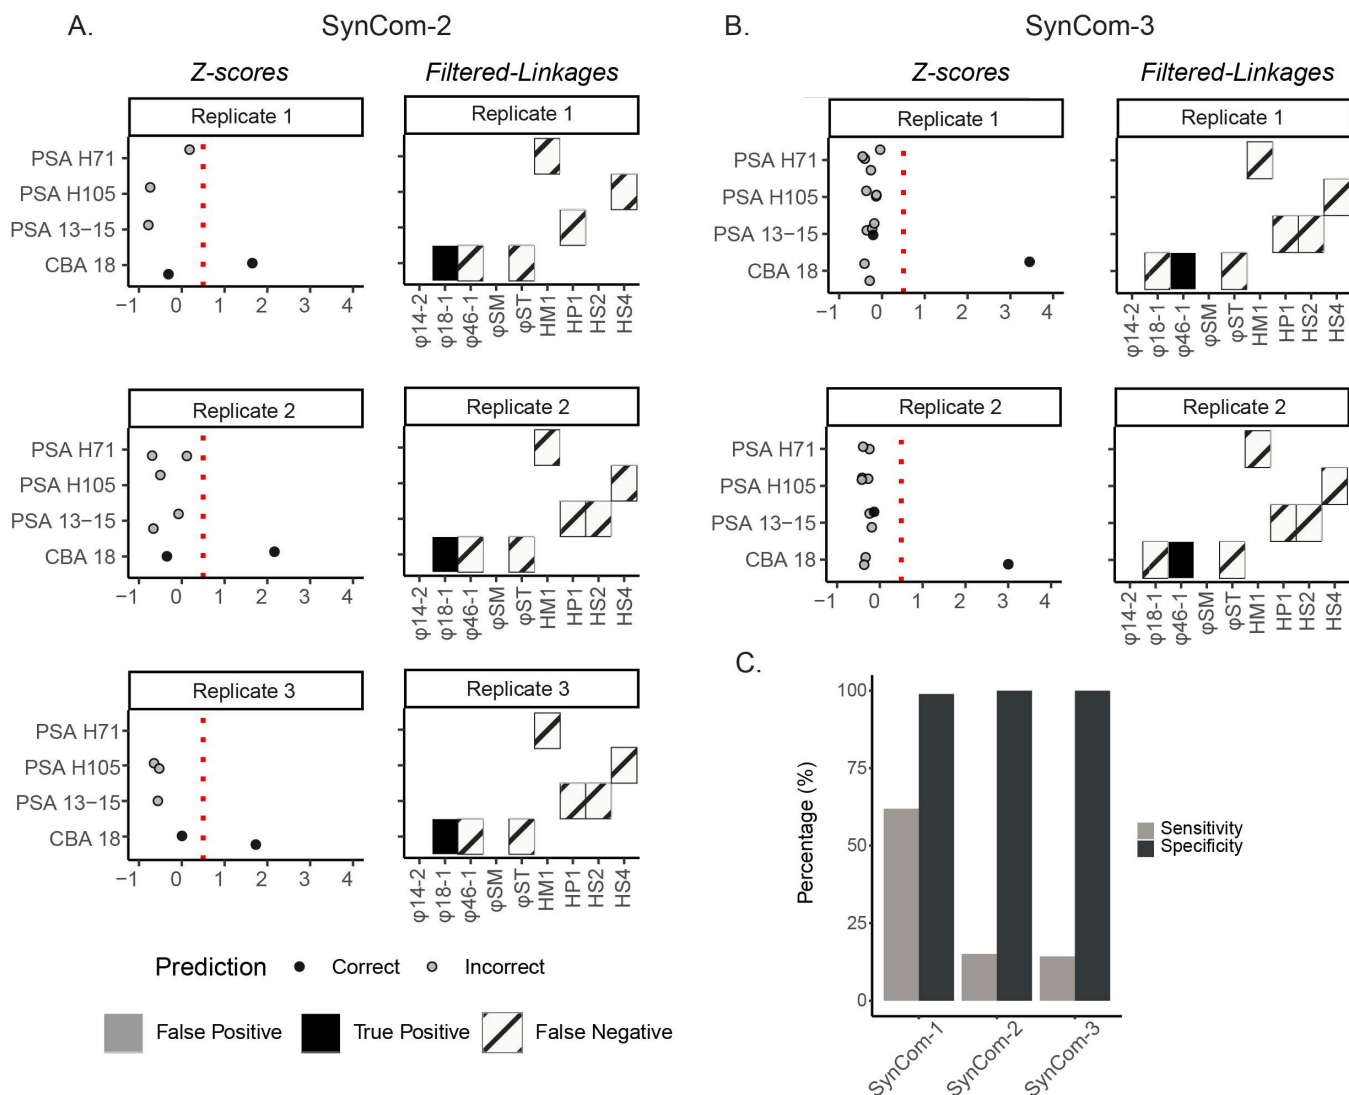 A.
SynCom-2
Z-scores
Filtered-Linkages
Replicate 1
PSA H71
PSA H105
PSA 13−15
CBA 18
−1 0 1 2 3 4
Replicate 1
φ14-2
φ18-1
φ46-1
φSM
φST
HM1
HP1
HS2
HS4
Replicate 2
PSA H71
PSA H105
PSA 13−15
CBA 18
−1 0 1 2 3 4
Replicate 2
φ14-2
φ18-1
φ46-1
φSM
φST
HM1
HP1
HS2
HS4
Replicate 3
PSA H71
PSA H105
PSA 13−15
CBA 18
−1 0 1 2 3 4
Replicate 3
φ14-2
φ18-1
φ46-1
φSM
φST
HM1
HP1
HS2
HS4
Prediction Correct Incorrect
False Positive True Positive False Negative
B.
SynCom-3
Z-scores
Filtered-Linkages
Replicate 1
PSA H71
PSA H105
PSA 13−15
CBA 18
−1 0 1 2 3 4
Replicate 1
φ14-2
φ18-1
φ46-1
φSM
φST
HM1
HP1
HS2
HS4
Replicate 2
PSA H71
PSA H105
PSA 13−15
CBA 18
−1 0 1 2 3 4
Replicate 2
φ14-2
φ18-1
φ46-1
φSM
φST
HM1
HP1
HS2
HS4
C.
Percentage (%)
100
75
50
25
0
SynCom-1
SynCom-2
SynCom-3
Sensitivity
Specificity